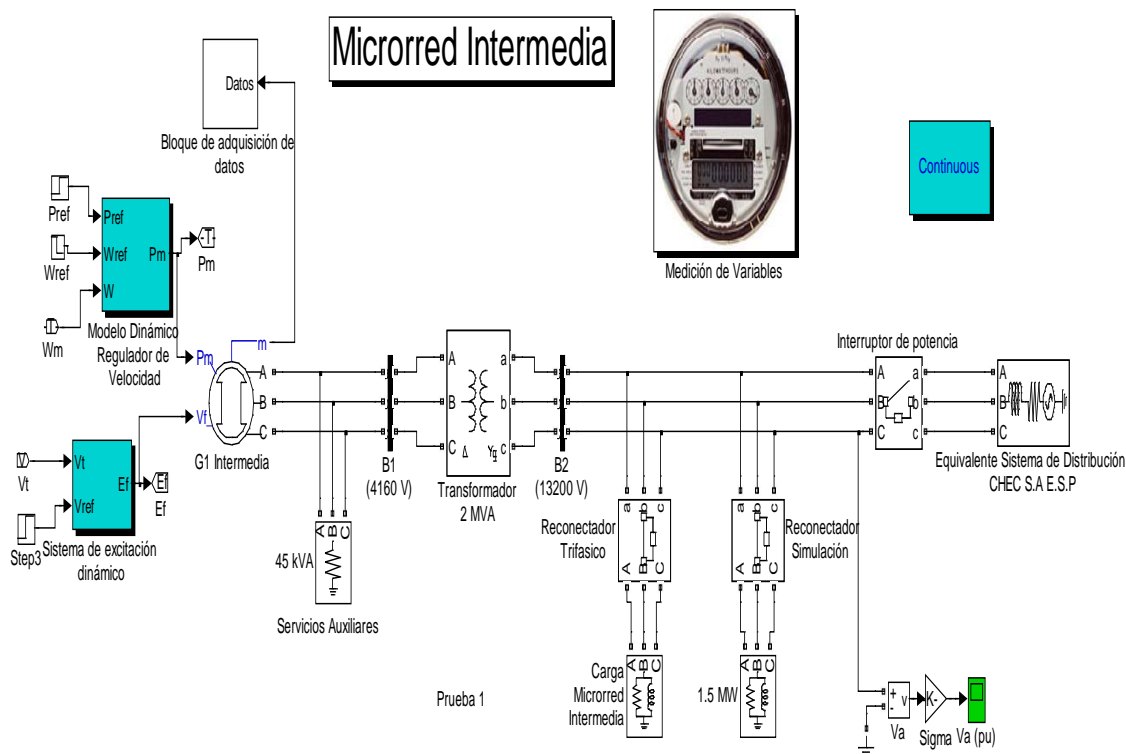 Microrred Intermedia
Datos
Bloque de adquisición de
datos
KILOWATTHOURS
Medición de Variables
Continuous
Pref
Wref
Wm
Pref
Wref
W
Pm
Pm
Modelo Dinámico
Regulador de
Velocidad
Pm
Vf
m
A
B
C
G1 Intermedia
Vt
Step3
Vt
Vref
Ef
Ef
Sistema de excitación
dinámico
45 kVA
A
B
C
Servicios Auxiliares
B1
(4160 V)
A
B
C
a
b
c
Δ
Yg
Transformador
2 MVA
B2
(13200 V)
Interruptor de potencia
A
B
C
a
b
c
A
B
C
Equivalente Sistema de Distribución
CHEC S.A E.S.P
Reconectador
Trifasico
a
b
c
A
B
C
Reconectador
Simulación
a
b
c
A
B
C
Carga
Microrred
Intermedia
A
B
C
1.5 MW
A
B
C
Prueba 1
+
-
v
Va
K-
Sigma
Va (pu)